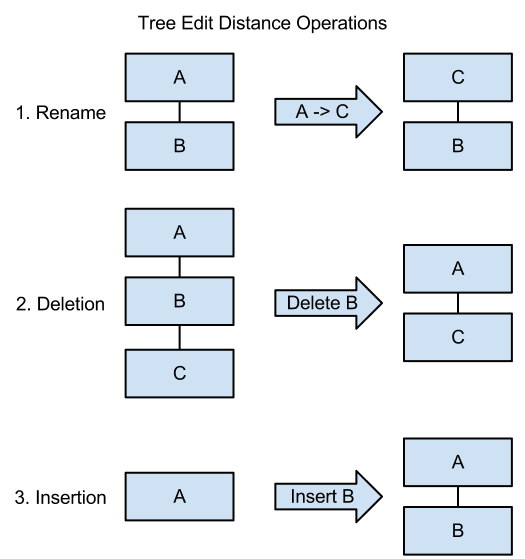 Tree Edit Distance Operations
1. Rename
A
B
A -> C
C
B
2. Deletion
A
B
C
Delete B
A
C
3. Insertion
A
Insert B
A
B